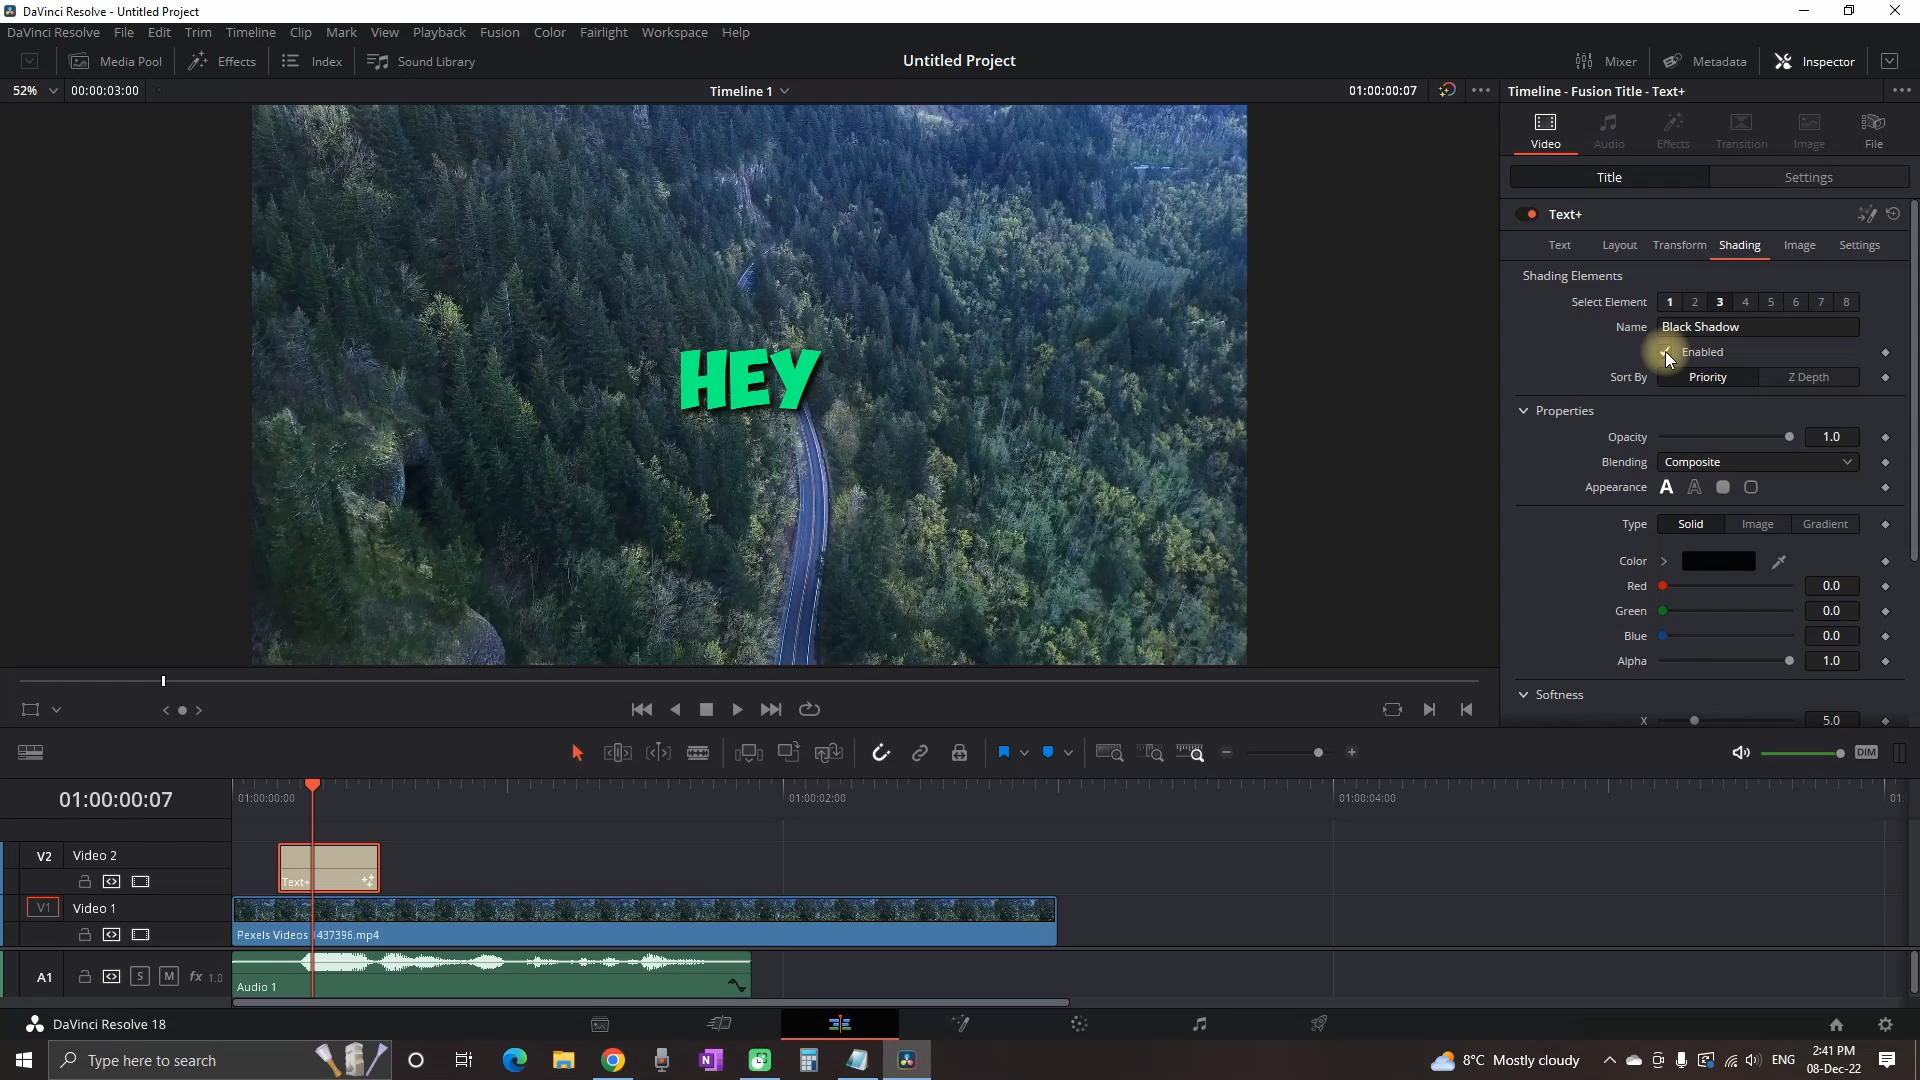 DaVinci Resolve - Untitled Project
DaVinci Resolve File Edit Trim Timeline Clip Mark View Playback Fusion Color Fairlight Workspace Help
Media Pool Effects Index Sound Library Untitled Project Mixer Metadata Inspector
52% 00:00:03:00 Timeline 1 01:00:00:07 Timeline - Fusion Title - Text+
Video Audio Effects Transition Image File
Title Settings
Text+
Text Layout Transform Shading Image Settings
Shading Elements
Select Element 1 2 3 4 5 6 7 8
Name Black Shadow
Enabled
Sort By Priority Z Depth
Properties
Opacity 1.0
Blending Composite
Appearance A A
Type Solid Image Gradient
Color
Red 0.0
Green 0.0
Blue 0.0
Alpha 1.0
Softness
X 5.0
HEY
DIM
01:00:00:07 01:00:00:00 01:00:02:00 01:00:04:00 01:
V2 Video 2
Text+
V1 Video 1
Pexels Videos 1437396.mp4
A1 S M fx 1.0
Audio 1
DaVinci Resolve 18
Type here to search
8°C Mostly cloudy ENG 2:41 PM
08-Dec-22